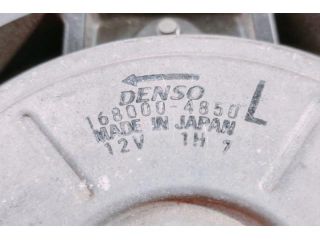 DENSO
168000-4850
L
MADE IN JAPAN
12V 1H 7